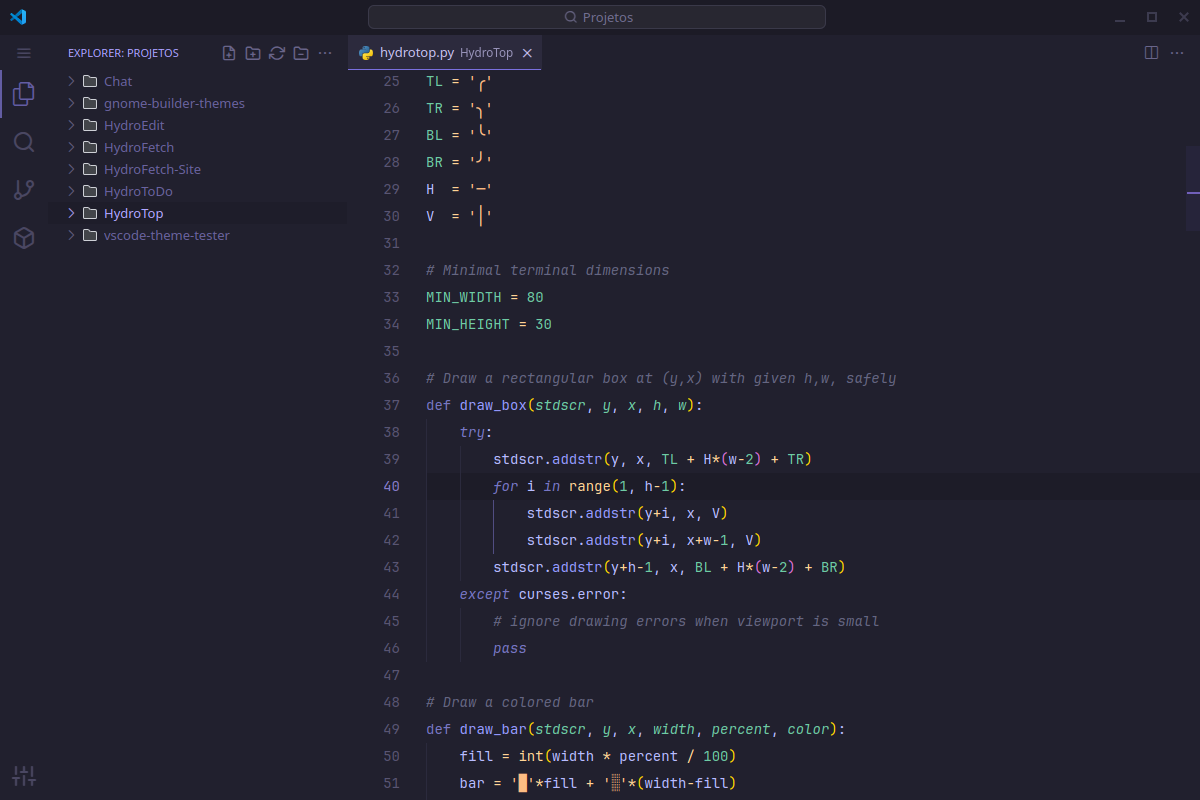 Projetos
EXPLORER: PROJETOS
hydrotop.py HydroTop
Chat
gnome-builder-themes
HydroEdit
HydroFetch
HydroFetch-Site
HydroToDo
HydroTop
vscode-theme-tester
25 TL = '╭'
26 TR = '╮'
27 BL = '╰'
28 BR = '╯'
29 H  = '─'
30 V  = '│'
31
32 # Minimal terminal dimensions
33 MIN_WIDTH = 80
34 MIN_HEIGHT = 30
35
36 # Draw a rectangular box at (y,x) with given h,w, safely
37 def draw_box(stdscr, y, x, h, w):
38     try:
39         stdscr.addstr(y, x, TL + H*(w-2) + TR)
40         for i in range(1, h-1):
41             stdscr.addstr(y+i, x, V)
42             stdscr.addstr(y+i, x+w-1, V)
43         stdscr.addstr(y+h-1, x, BL + H*(w-2) + BR)
44     except curses.error:
45         # ignore drawing errors when viewport is small
46         pass
47
48 # Draw a colored bar
49 def draw_bar(stdscr, y, x, width, percent, color):
50     fill = int(width * percent / 100)
51     bar = '█'*fill + '▒'*(width-fill)